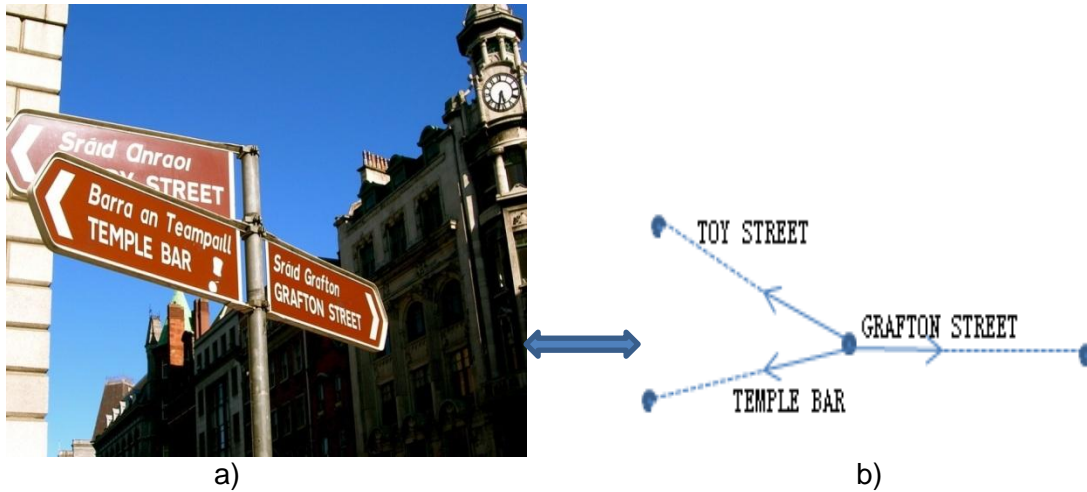 Sráid Anraoi
STREET
Barra an Teampaill
TEMPLE BAR
Sráid Grafton
GRAFTON STREET
a)
TOY STREET
GRAFTON STREET
TEMPLE BAR
b)